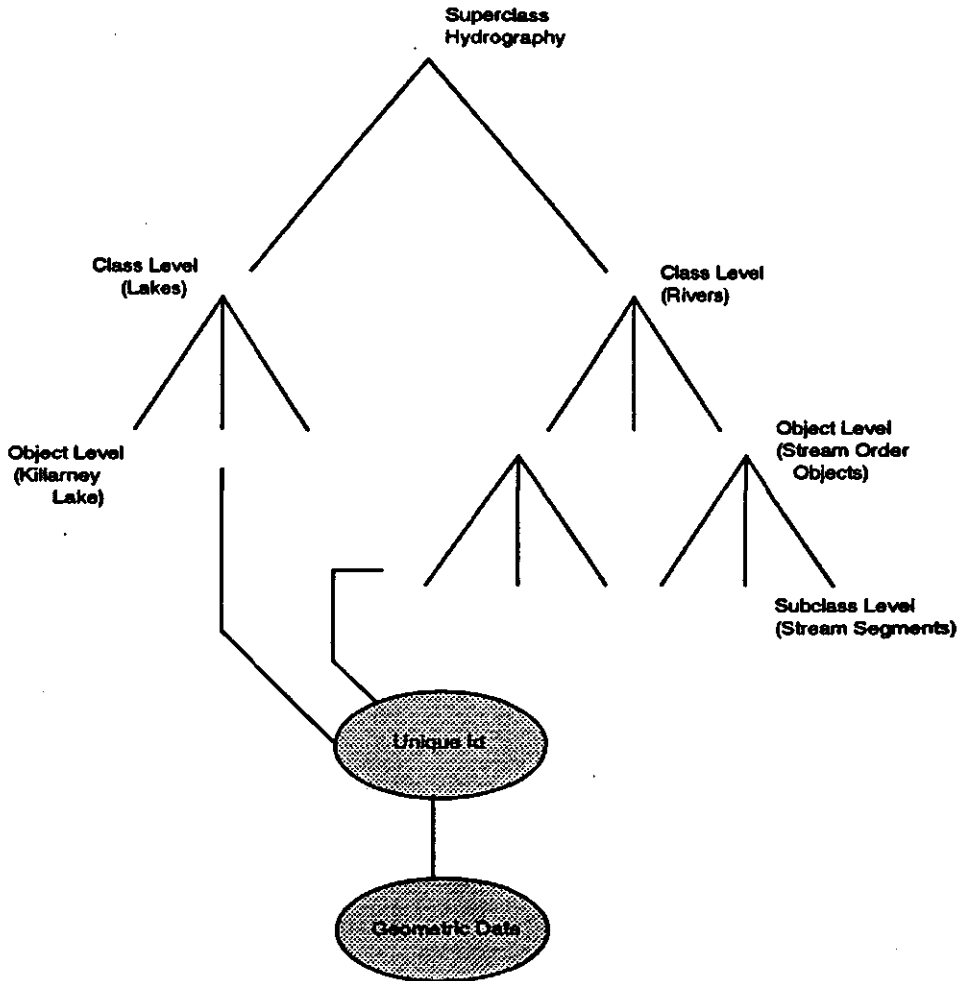 Superclass
Hydrography
Class Level
(Lakes)
Class Level
(Rivers)
Object Level
(Killarney
Lake)
Object Level
(Stream Order
Objects)
Subclass Level
(Stream Segments)
Unique Id
Geometric Data